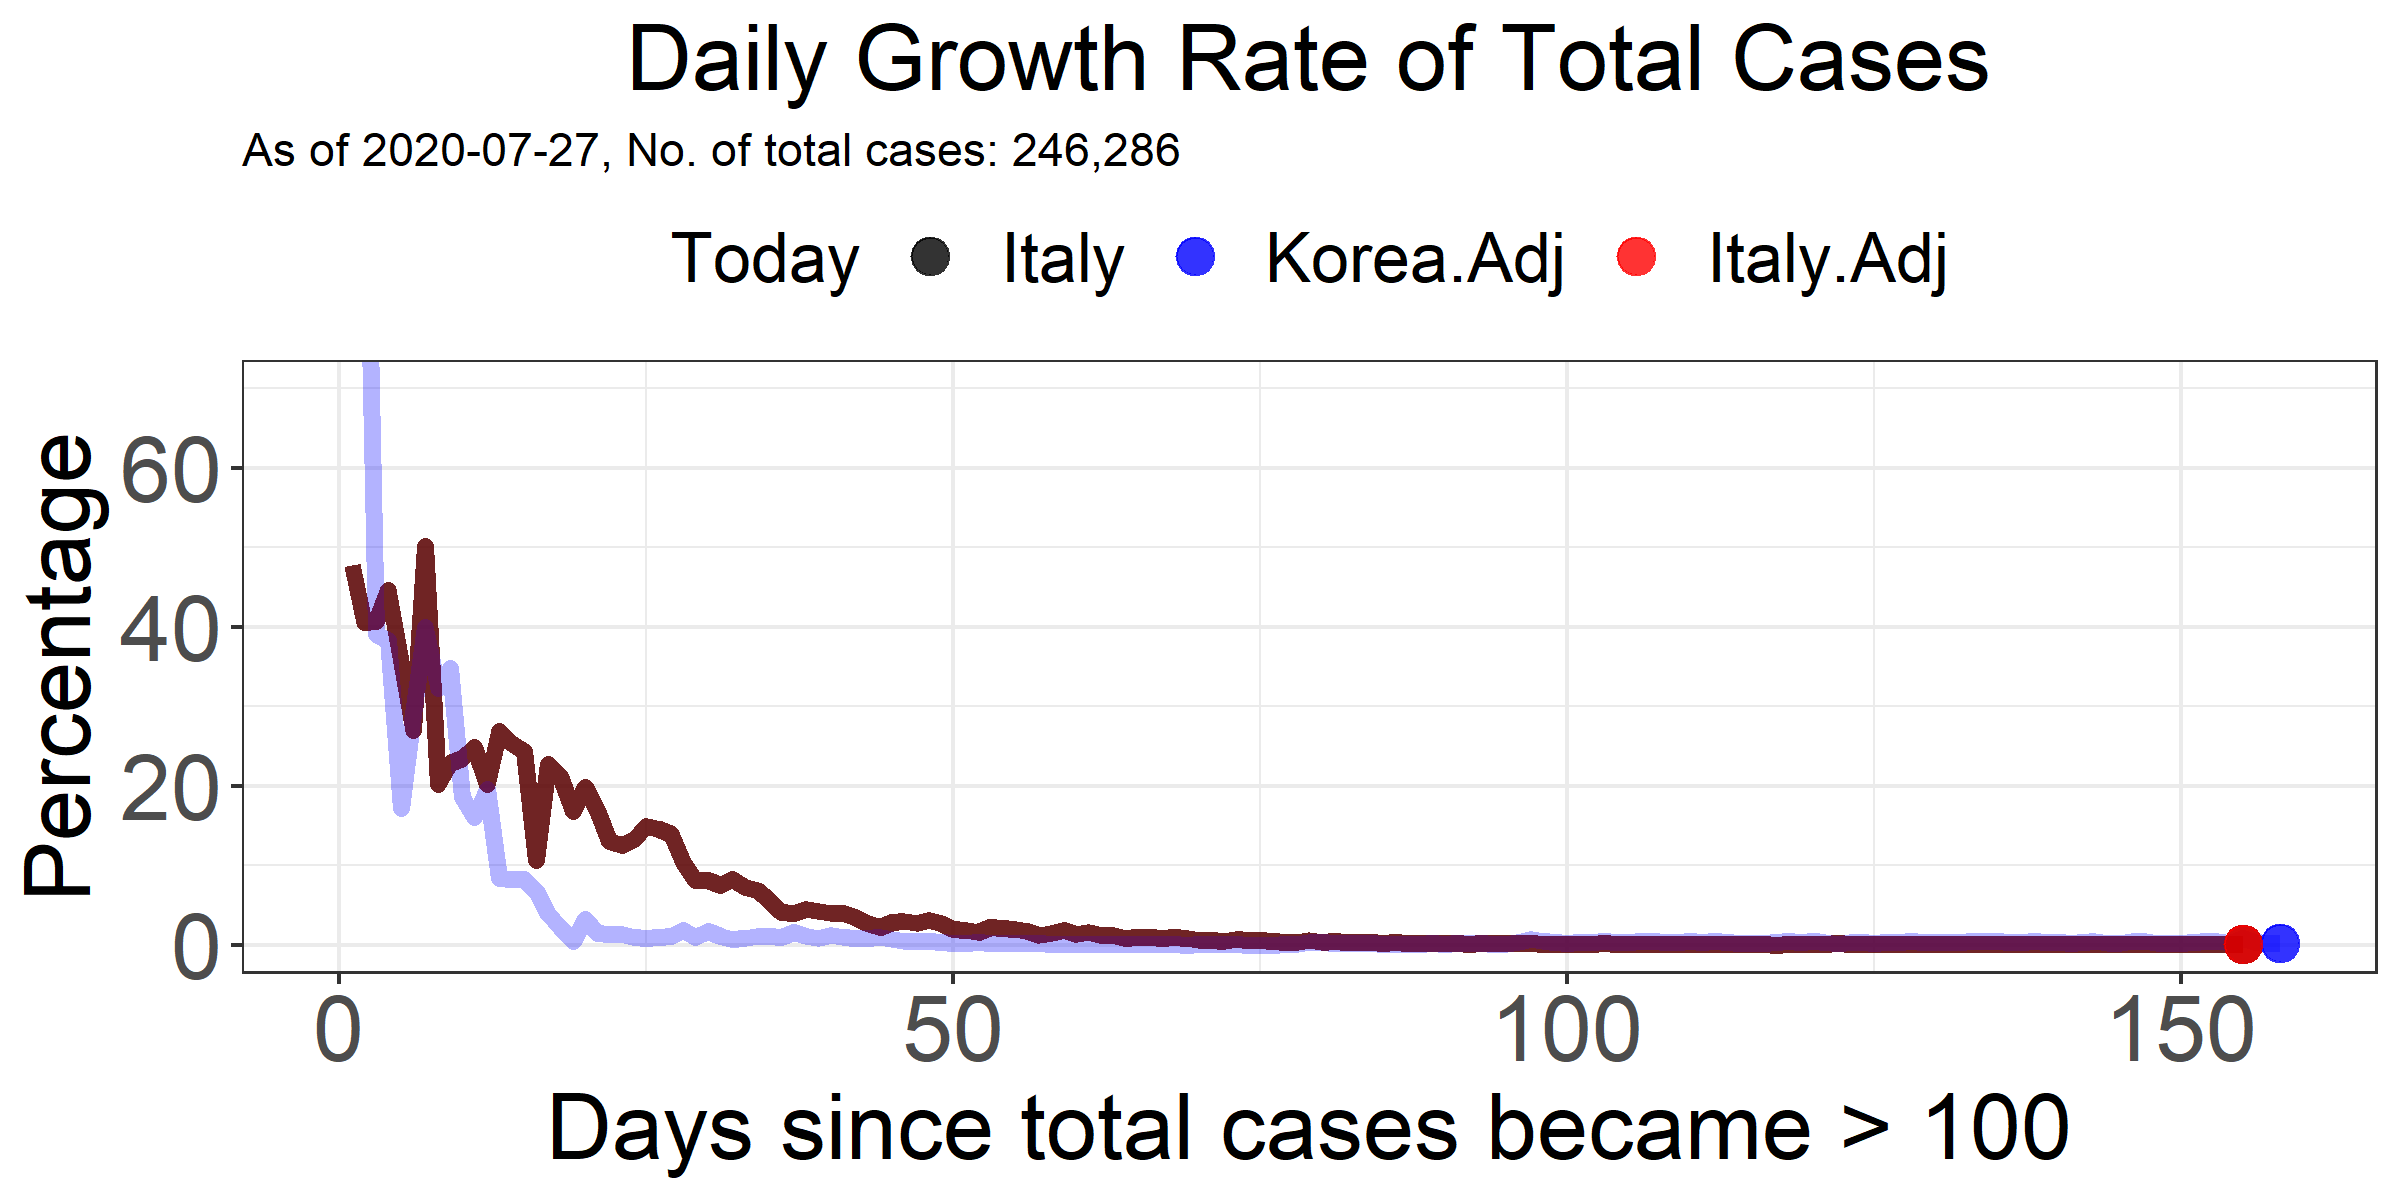 Daily Growth Rate of Total Cases
As of 2020-07-27, No. of total cases: 246,286
Today Italy Korea.Adj Italy.Adj
Percentage
60
40
20
0
0 50 100 150
Days since total cases became > 100